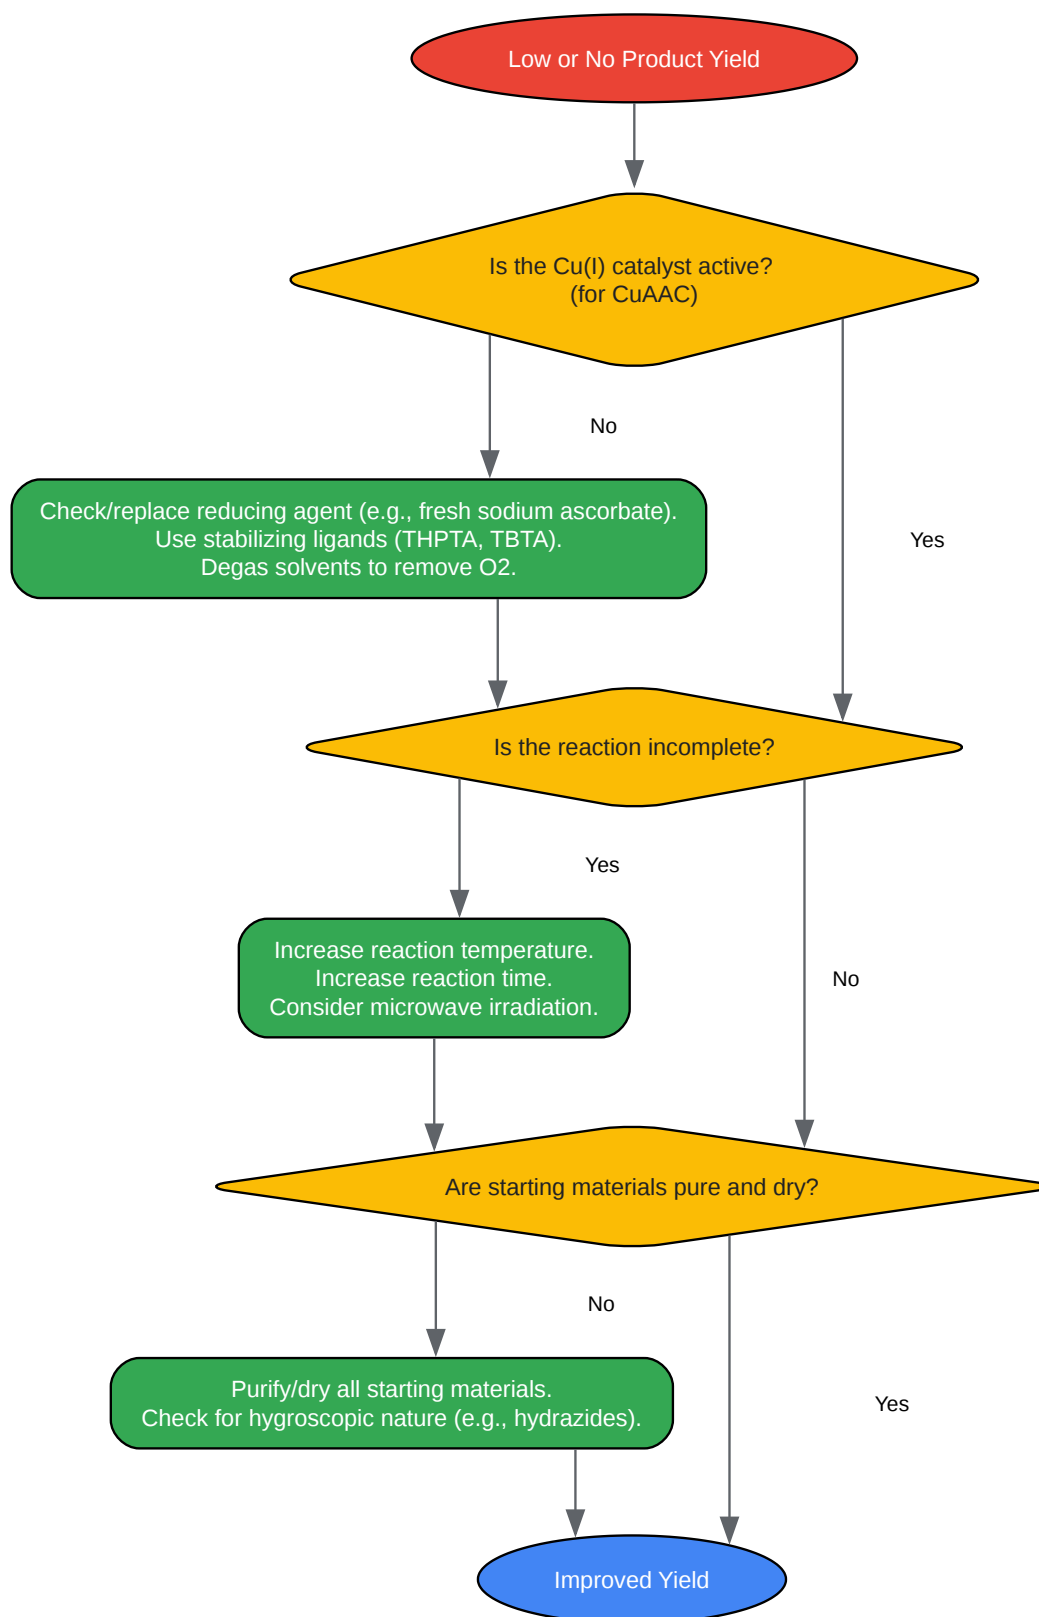 Low or No Product Yield
Is the Cu(I) catalyst active?
(for CuAAC)
No
Check/replace reducing agent (e.g., fresh sodium ascorbate).
Use stabilizing ligands (THPTA, TBTA).
Degas solvents to remove O2.
Yes
Is the reaction incomplete?
Yes
Increase reaction temperature.
Increase reaction time.
Consider microwave irradiation.
No
Are starting materials pure and dry?
No
Purify/dry all starting materials.
Check for hygroscopic nature (e.g., hydrazides).
Yes
Improved Yield